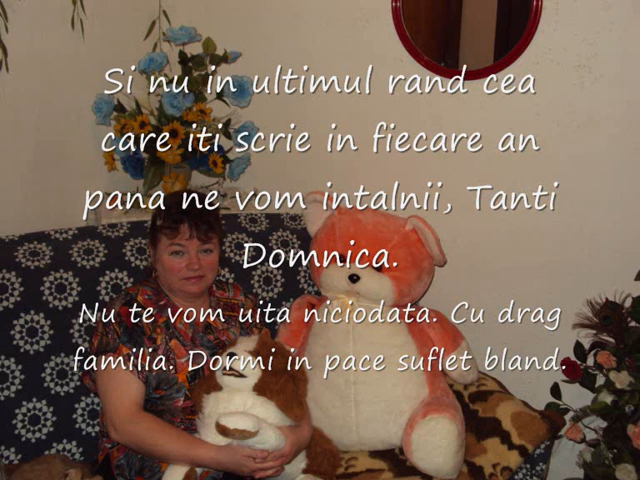 Si nu in ultimul rand cea
care iti scrie in fiecare an
pana ne vom intalnii, Tanti
Domnica.
Nu te vom uita niciodata. Cu drag
familia. Dormi in pace suflet bland.